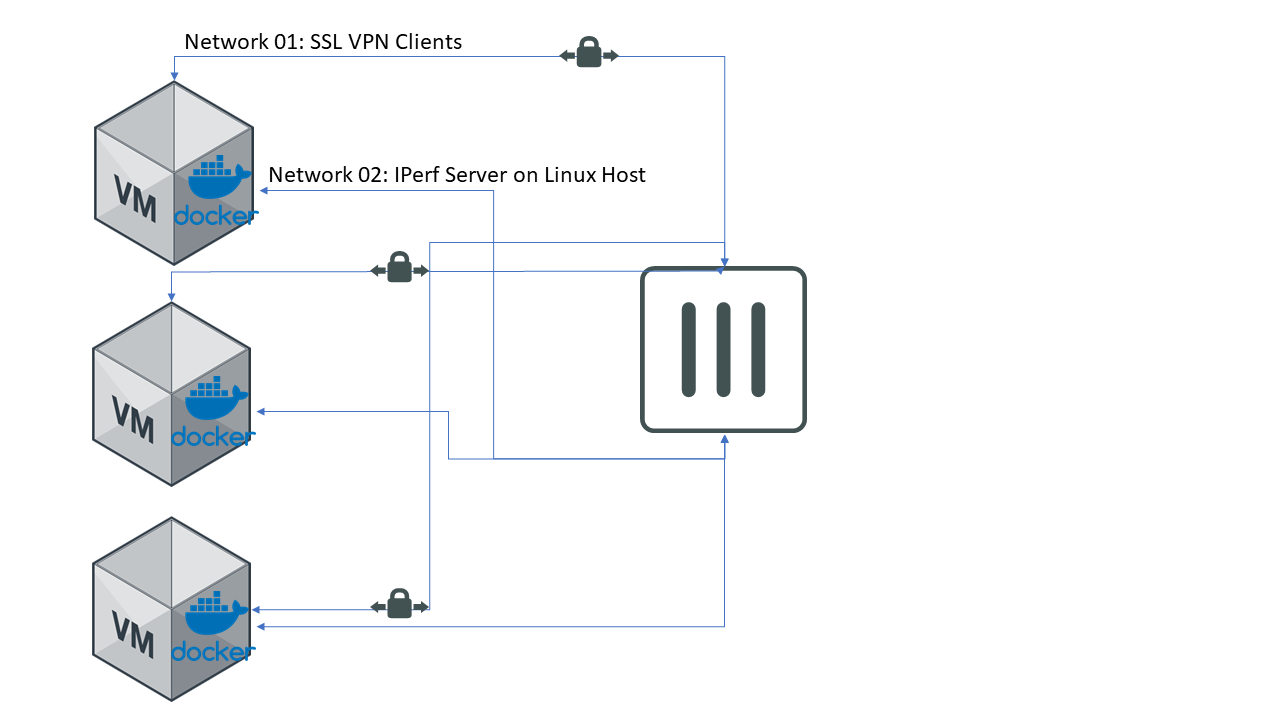 Network 01: SSL VPN Clients
Network 02: IPerf Server on Linux Host
VM
docker
VM
docker
VM
docker